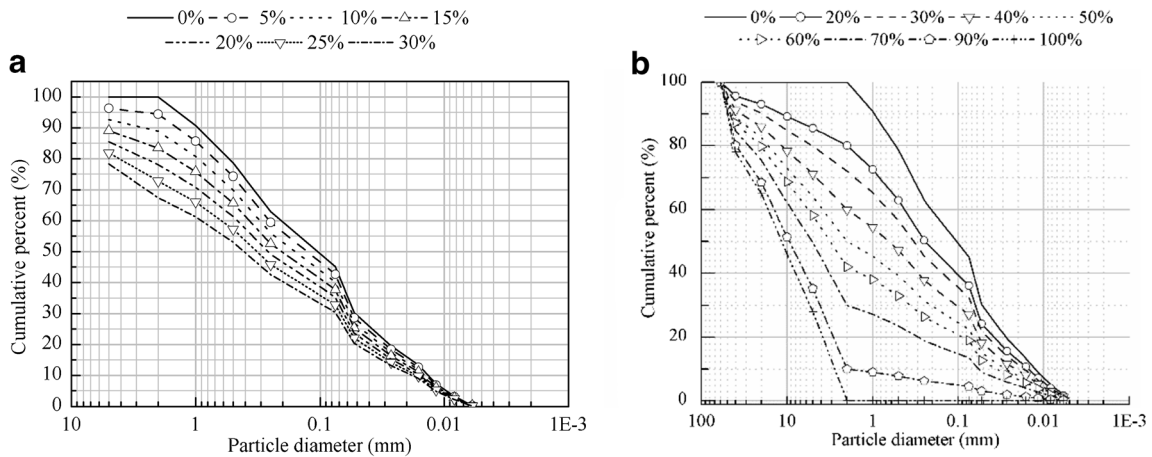 0% 5% 10% 15%
20% 25% 30%
a
100
90
80
70
60
50
40
30
20
10
0
Cumulative percent (%)
10 1 0.1 0.01 1E-3
Particle diameter (mm)
0% 20% 30% 40% 50%
60% 70% 90% 100%
b
100
80
60
40
20
0
Cumulative percent (%)
100 10 1 0.1 0.01 1E-3
Particle diameter (mm)